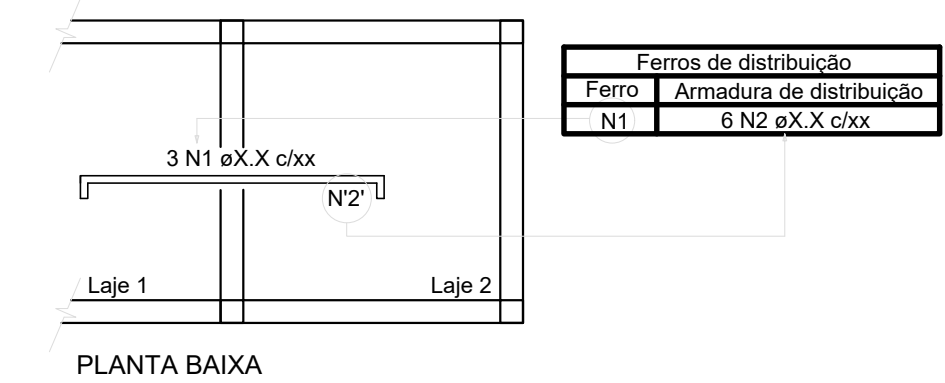 Ferros de distribuição
Ferro Armadura de distribuição
N1 6 N2 øX.X c/xx
3 N1 øX.X c/xx
N'2'
Laje 1 Laje 2
PLANTA BAIXA